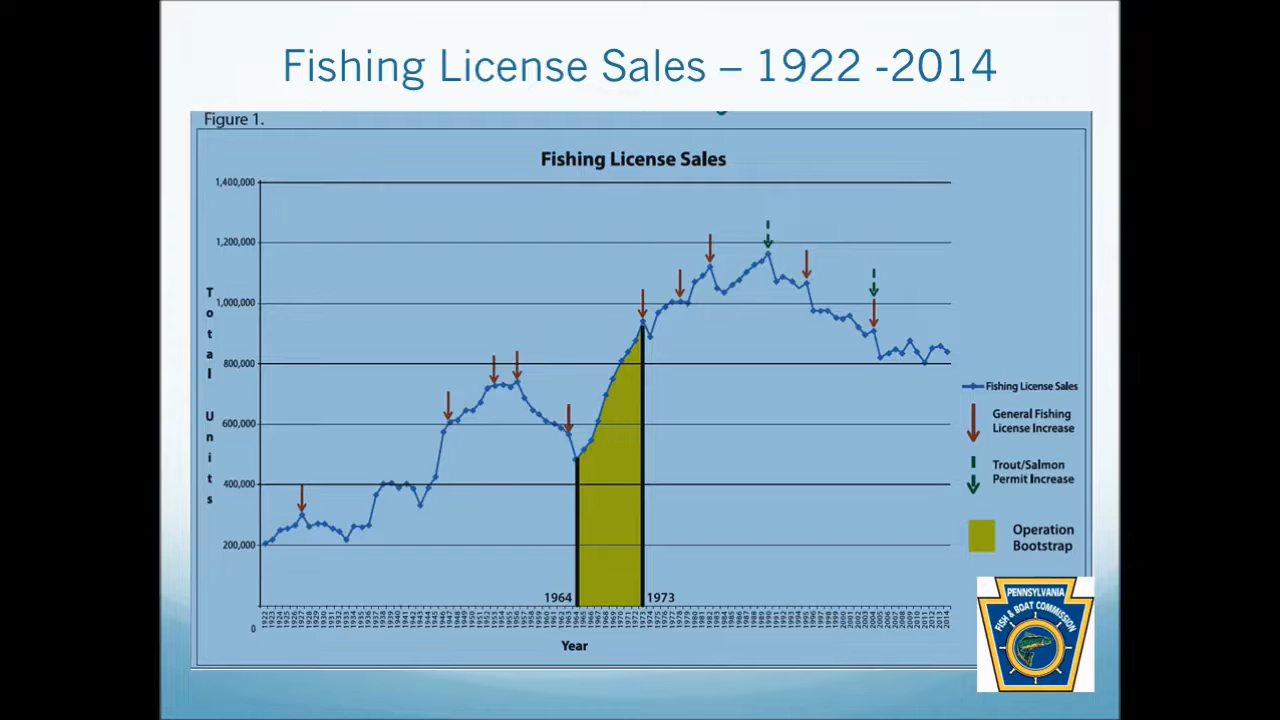 Fishing License Sales – 1922 -2014
Figure 1.
Fishing License Sales
1,400,000
1,200,000
1,000,000
800,000
600,000
400,000
200,000
0
Total Units
1964
1973
Year
Fishing License Sales
General Fishing
License Increase
Trout/Salmon
Permit Increase
Operation
Bootstrap
PENNSYLVANIA
FISH & BOAT COMMISSION